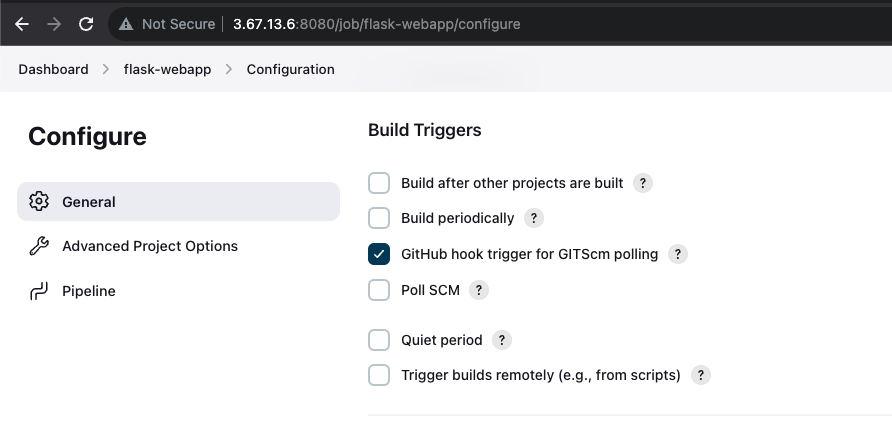 Not Secure 3.67.13.6:8080/job/flask-webapp/configure
Dashboard > flask-webapp > Configuration
Configure
General
Advanced Project Options
Pipeline
Build Triggers
Build after other projects are built ?
Build periodically ?
GitHub hook trigger for GITScm polling ?
Poll SCM ?
Quiet period ?
Trigger builds remotely (e.g., from scripts) ?